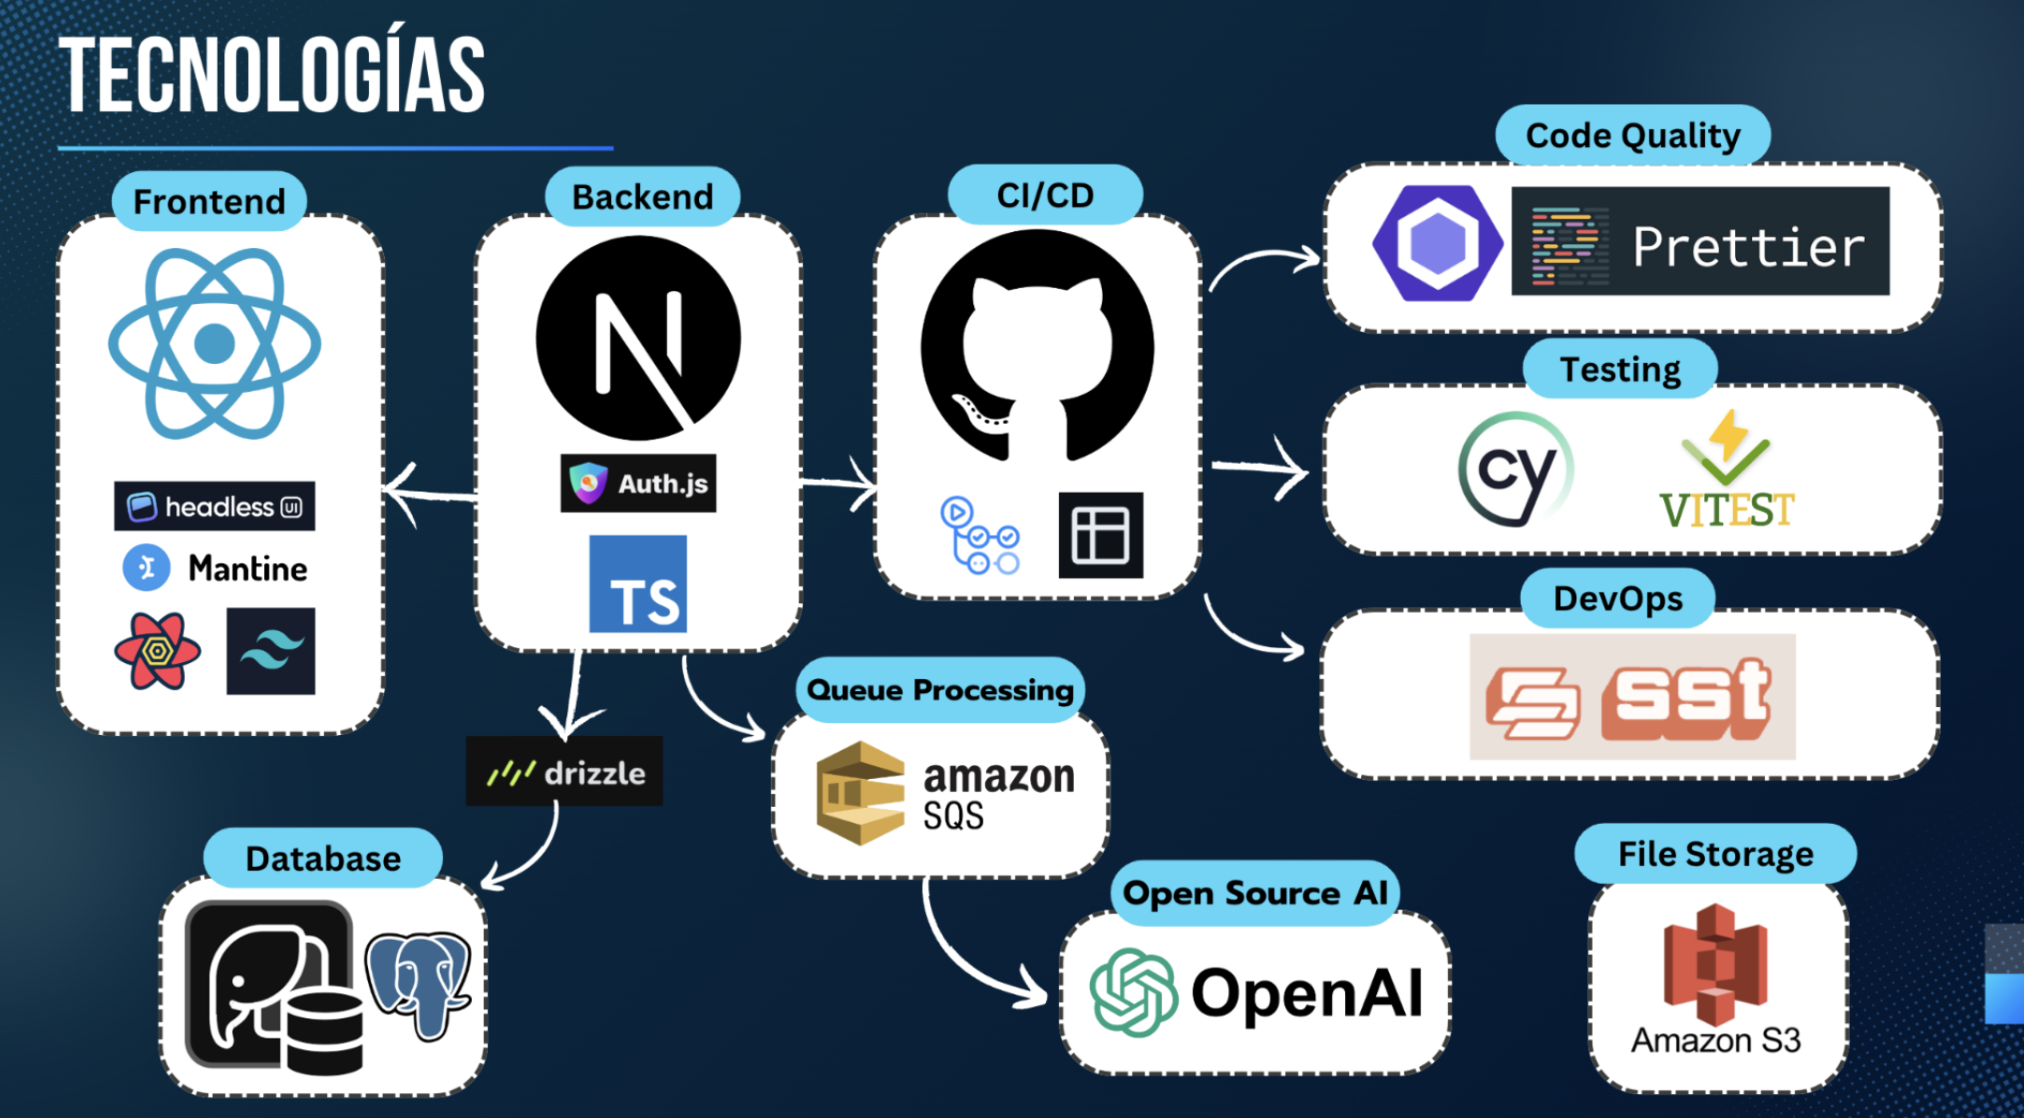 TECNOLOGÍAS
Frontend
headless UI
Mantine
Backend
N
Auth.js
TS
CI/CD
Code Quality
Prettier
Testing
cy
VITEST
DevOps
sst
drizzle
Queue Processing
amazon
SQS
Database
Open Source AI
OpenAI
File Storage
Amazon S3